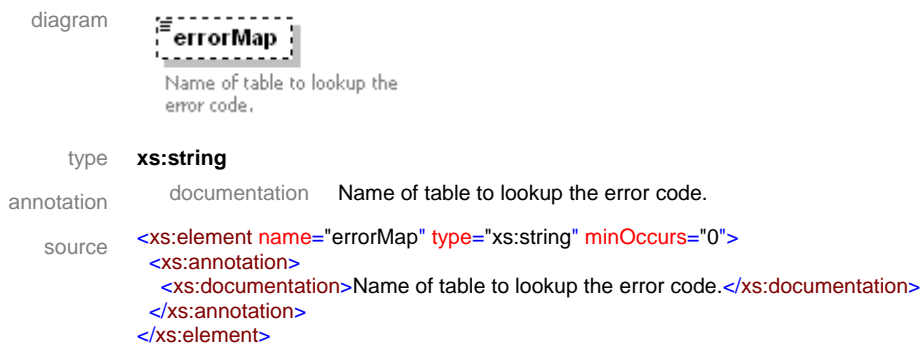 diagram
errorMap
Name of table to lookup the
error code.
type xs:string
annotation documentation Name of table to lookup the error code.
source <xs:element name="errorMap" type="xs:string" minOccurs="0">
<xs:annotation>
<xs:documentation>Name of table to lookup the error code.</xs:documentation>
</xs:annotation>
</xs:element>